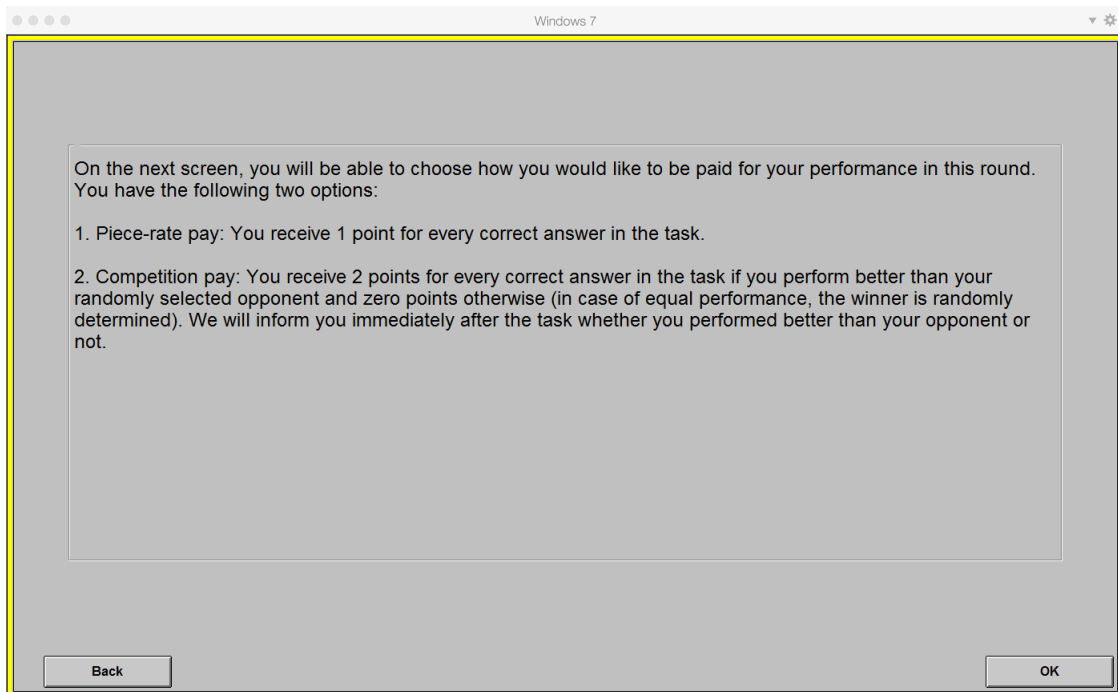 Windows 7
On the next screen, you will be able to choose how you would like to be paid for your performance in this round.
You have the following two options:
1. Piece-rate pay: You receive 1 point for every correct answer in the task.
2. Competition pay: You receive 2 points for every correct answer in the task if you perform better than your
randomly selected opponent and zero points otherwise (in case of equal performance, the winner is randomly
determined). We will inform you immediately after the task whether you performed better than your opponent or
not.
Back
OK